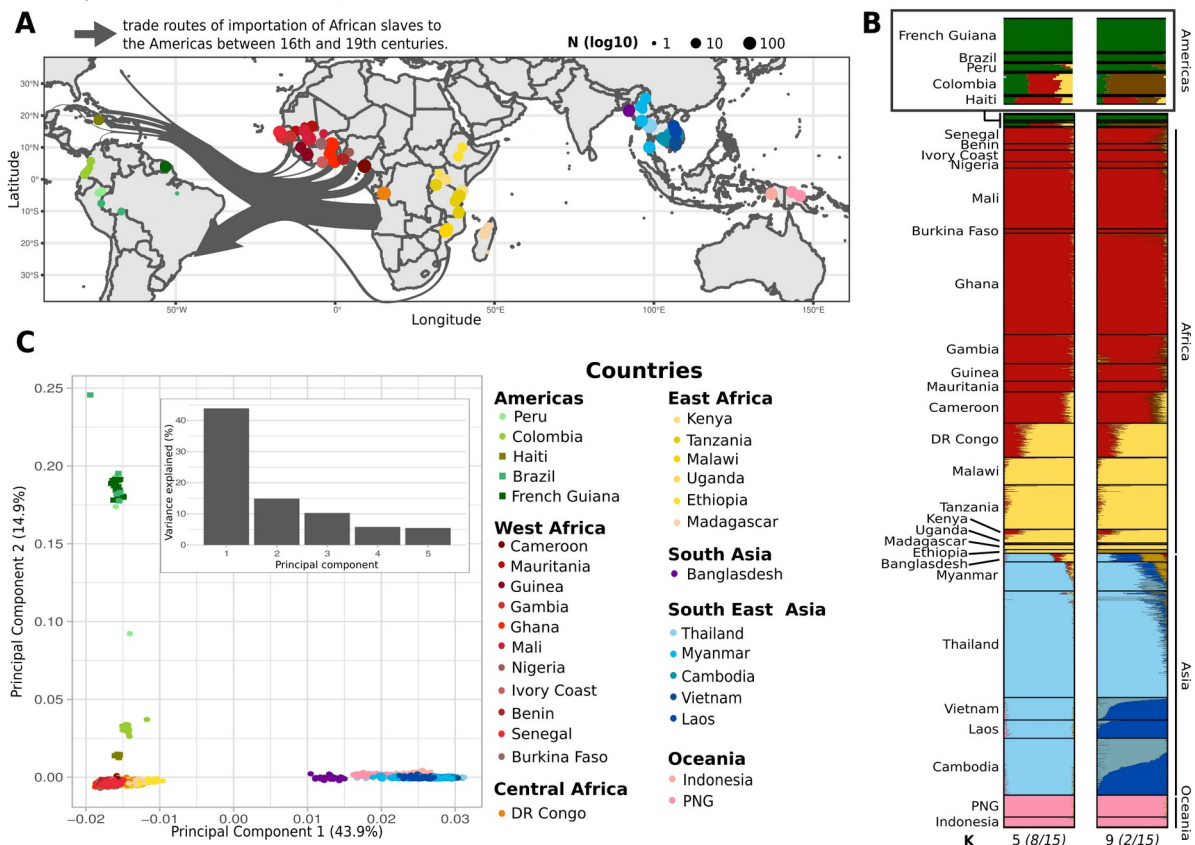 A
trade routes of importation of African slaves to
the Americas between 16th and 19th centuries.
N (log10) 1 10 100
30°N
20°N
10°N
0°
10°S
20°S
30°S
Latitude
50°W 0° 50°E 100°E 150°E
Longitude
B
French Guiana
Brazil
Peru
Colombia
Haiti
Americas
Senegal
Benin
Ivory Coast
Nigeria
Mali
Burkina Faso
Ghana
Gambia
Guinea
Mauritania
Cameroon
DR Congo
Malawi
Tanzania
Kenya
Uganda
Madagascar
Ethiopia
Africa
Banglasdesh
Myanmar
Thailand
Vietnam
Laos
Cambodia
Asia
PNG
Indonesia
Oceania
K 5 (8/15) 9 (2/15)
C
0.25
0.20
0.15
0.10
0.05
0.00
Principal Component 2 (14.9%)
−0.02 −0.01 0.00 0.01 0.02 0.03
Principal Component 1 (43.9%)
Variance explained (%)
40
30
20
10
0
1 2 3 4 5
Principal component
Countries
Americas
Peru
Colombia
Haiti
Brazil
French Guiana
West Africa
Cameroon
Mauritania
Guinea
Gambia
Ghana
Mali
Nigeria
Ivory Coast
Benin
Senegal
Burkina Faso
Central Africa
DR Congo
East Africa
Kenya
Tanzania
Malawi
Uganda
Ethiopia
Madagascar
South Asia
Banglasdesh
South East Asia
Thailand
Myanmar
Cambodia
Vietnam
Laos
Oceania
Indonesia
PNG